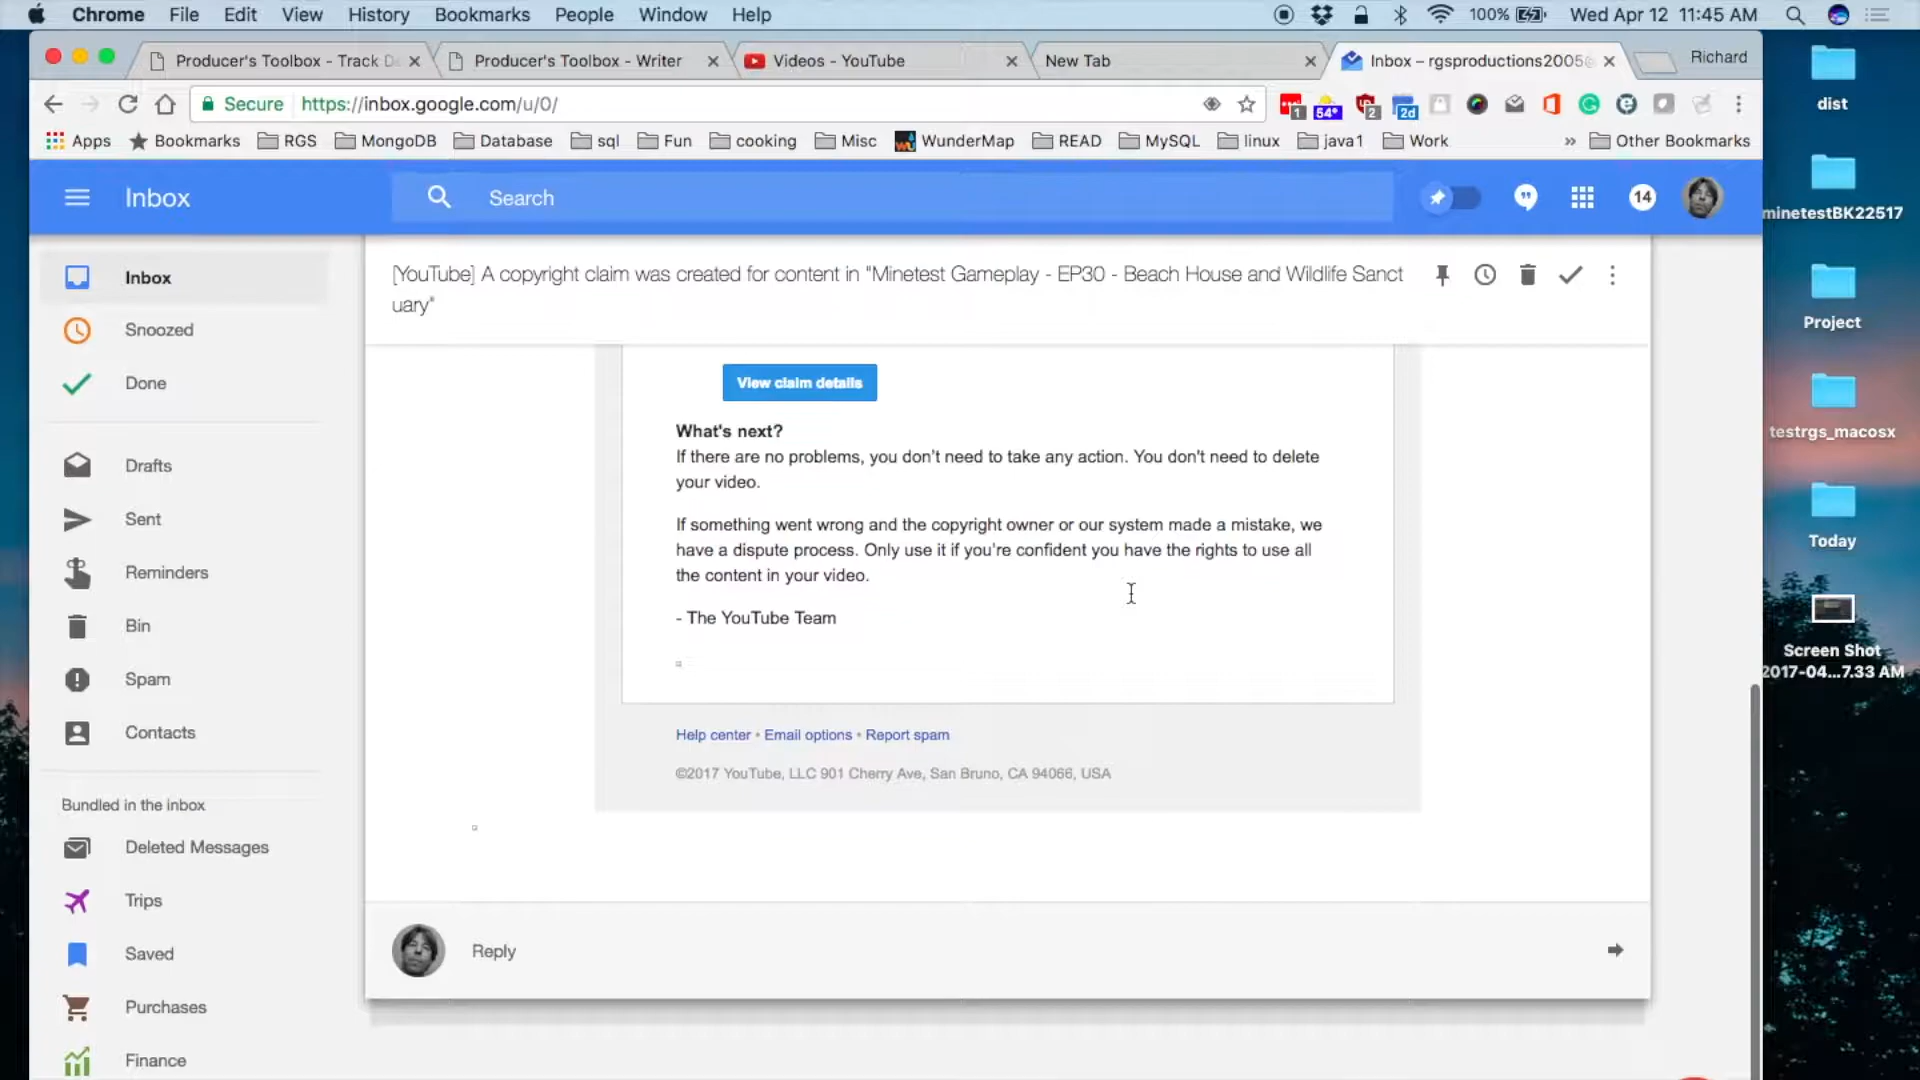 Chrome File Edit View History Bookmarks People Window Help 100% Wed Apr 12 11:45 AM
Producer's Toolbox - Track De Producer's Toolbox - Writer Videos - YouTube New Tab Inbox – rgsproductions2005@ Richard
Secure https://inbox.google.com/u/0/ 1 54* 2 2d
Apps Bookmarks RGS MongoDB Database sql Fun cooking Misc WunderMap READ MySQL linux java1 Work » Other Bookmarks
Inbox Search 14
Inbox
Snoozed
Done
Drafts
Sent
Reminders
Bin
Spam
Contacts
Bundled in the inbox
Deleted Messages
Trips
Saved
Purchases
Finance
[YouTube] A copyright claim was created for content in "Minetest Gameplay - EP30 - Beach House and Wildlife Sanct
uary"
View claim details
What's next?
If there are no problems, you don't need to take any action. You don't need to delete
your video.
If something went wrong and the copyright owner or our system made a mistake, we
have a dispute process. Only use it if you're confident you have the rights to use all
the content in your video.
- The YouTube Team
Help center • Email options • Report spam
©2017 YouTube, LLC 901 Cherry Ave, San Bruno, CA 94066, USA
Reply
dist
minetestBK22517
Project
testrgs_macosx
Today
Screen Shot
2017-04...7.33 AM